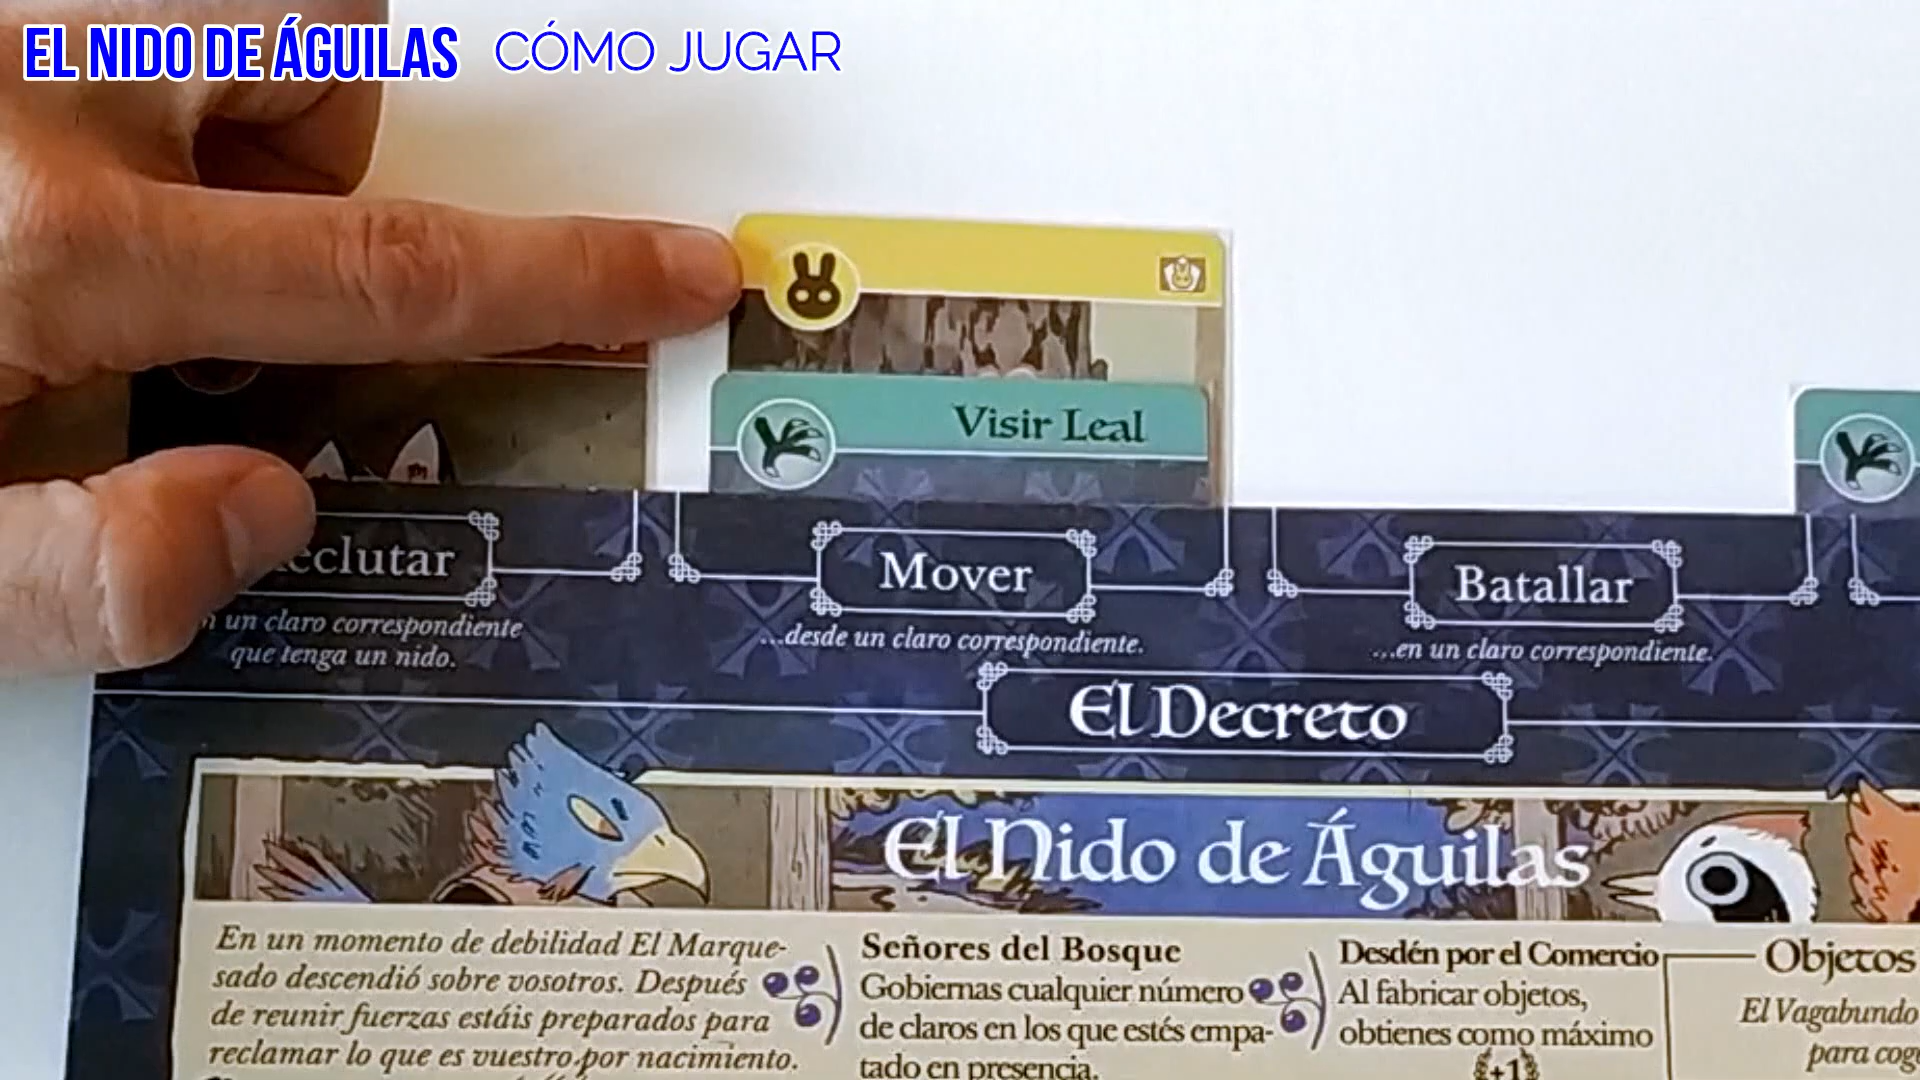 EL NIDO DE ÁGUILAS CÓMO JUGAR
Visir Leal
Mover
Batallar
un claro correspondiente
que tenga un nido.
...desde un claro correspondiente.
...en un claro correspondiente.
El Decreto
El Nido de Águilas
En un momento de debilidad El Marque-
sado descendió sobre vosotros. Después
de reunir fuerzas estáis preparados para
reclamar lo que es vuestro por nacimiento.
Señores del Bosque
Gobiernas cualquier número
de claros en los que estés empa-
tado en presencia.
Desdén por el Comercio
Al fabricar objetos,
obtienes como máximo
+1
Objetos
El Vagabundo
para cog